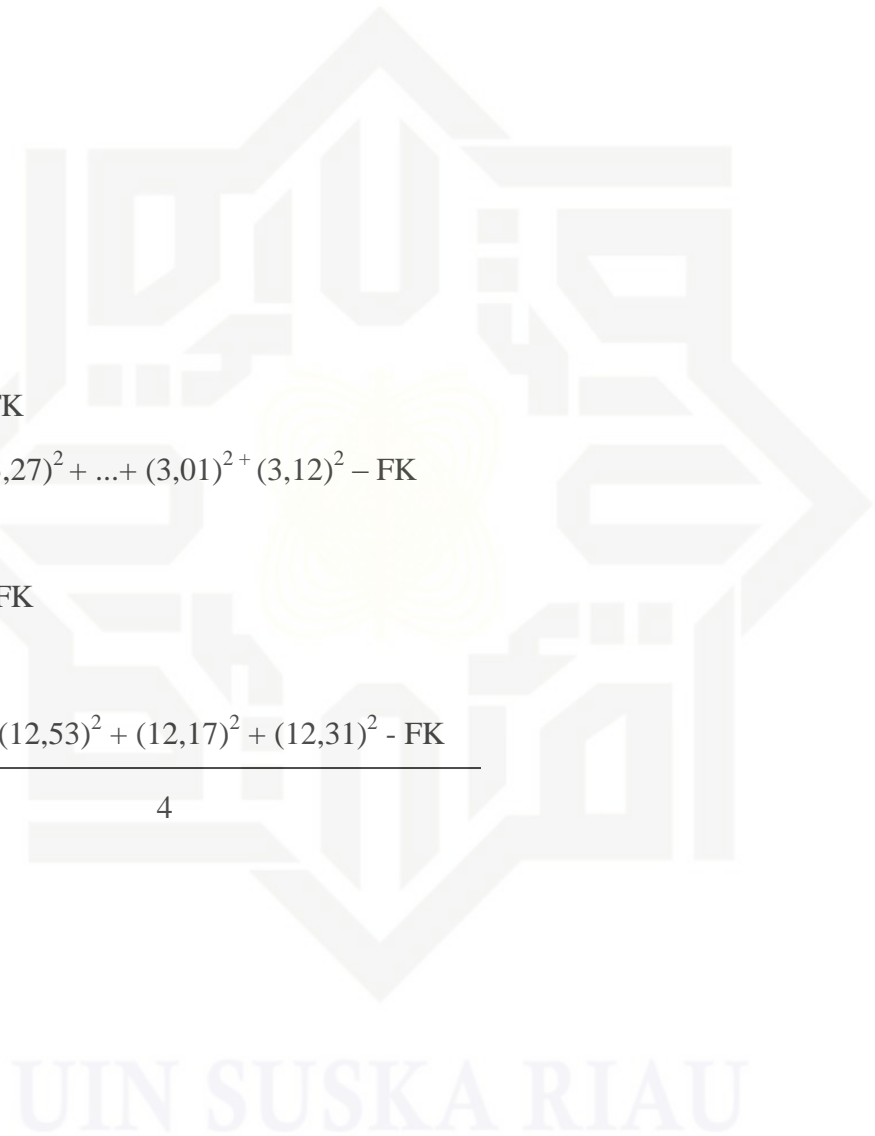 FK
,27)² + ...+ (3,01)² ⁺ (3,12)² – FK
FK
(12,53)² + (12,17)² + (12,31)² - FK
4
UIN SUSKA RIAU